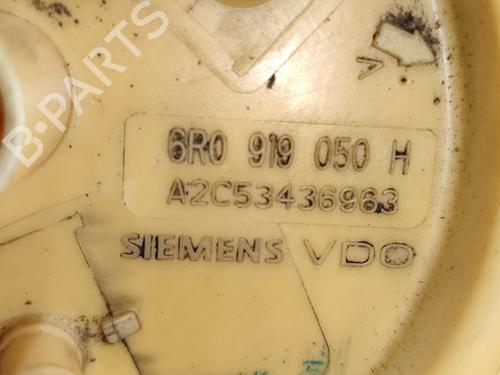 B-PARTS
6R0 919 050 H
A2C53436963
SIEMENS VDO